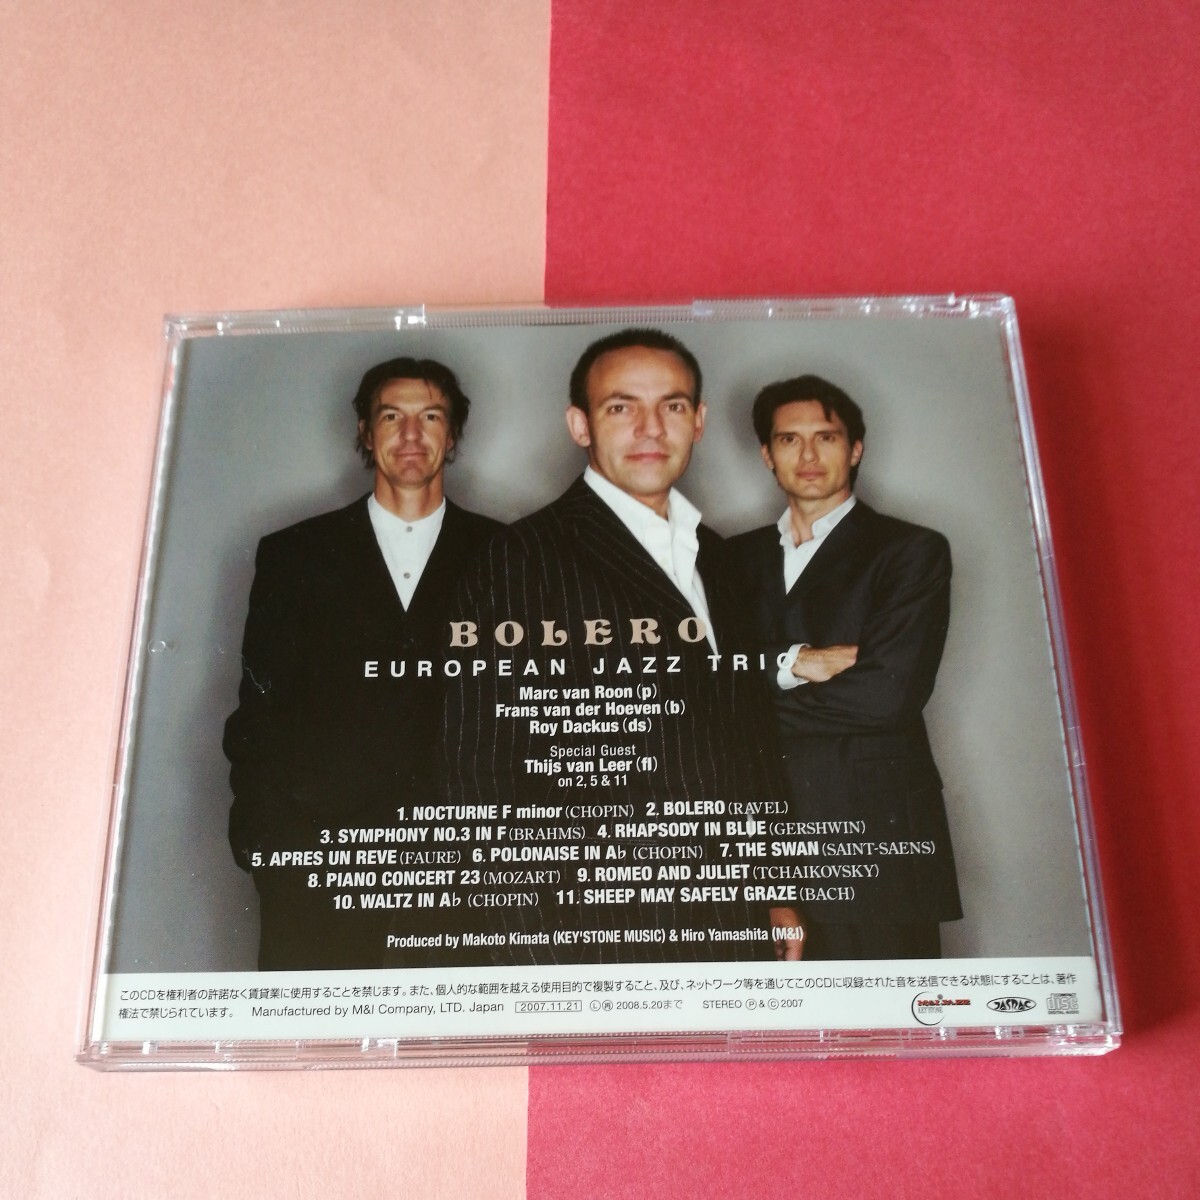 BOLERO
EUROPEAN JAZZ TRIO
Marc van Roon (p)
Frans van der Hoeven (b)
Roy Dackus (ds)
Special Guest
Thijs van Leer (fl)
on 2, 5 & 11
1. NOCTURNE F minor (CHOPIN) 2. BOLERO (RAVEL)
3. SYMPHONY NO.3 IN F (BRAHMS) 4. RHAPSODY IN BLUE (GERSHWIN)
5. APRES UN REVE (FAURE) 6. POLONAISE IN A♭ (CHOPIN) 7. THE SWAN (SAINT-SAENS)
8. PIANO CONCERT 23 (MOZART) 9. ROMEO AND JULIET (TCHAIKOVSKY)
10. WALTZ IN A♭ (CHOPIN) 11. SHEEP MAY SAFELY GRAZE (BACH)
Produced by Makoto Kimata (KEY'STONE MUSIC) & Hiro Yamashita (M&I)
このCDを権利者の許諾なく賃貸業に使用することを禁じます。また、個人的な範囲を越える使用目的で複製すること、及び、ネットワーク等を通じてこのCDに収録された音を送信できる状態にすることは、著作
権法で禁じられています。 Manufactured by M&I Company, LTD. Japan 2007.11.21 Ⓛ㊙ 2008.5.20まで STEREO Ⓟ & Ⓒ 2007
M&I JAZZ
JASRAC
COMPACT
disc
DIGITAL AUDIO